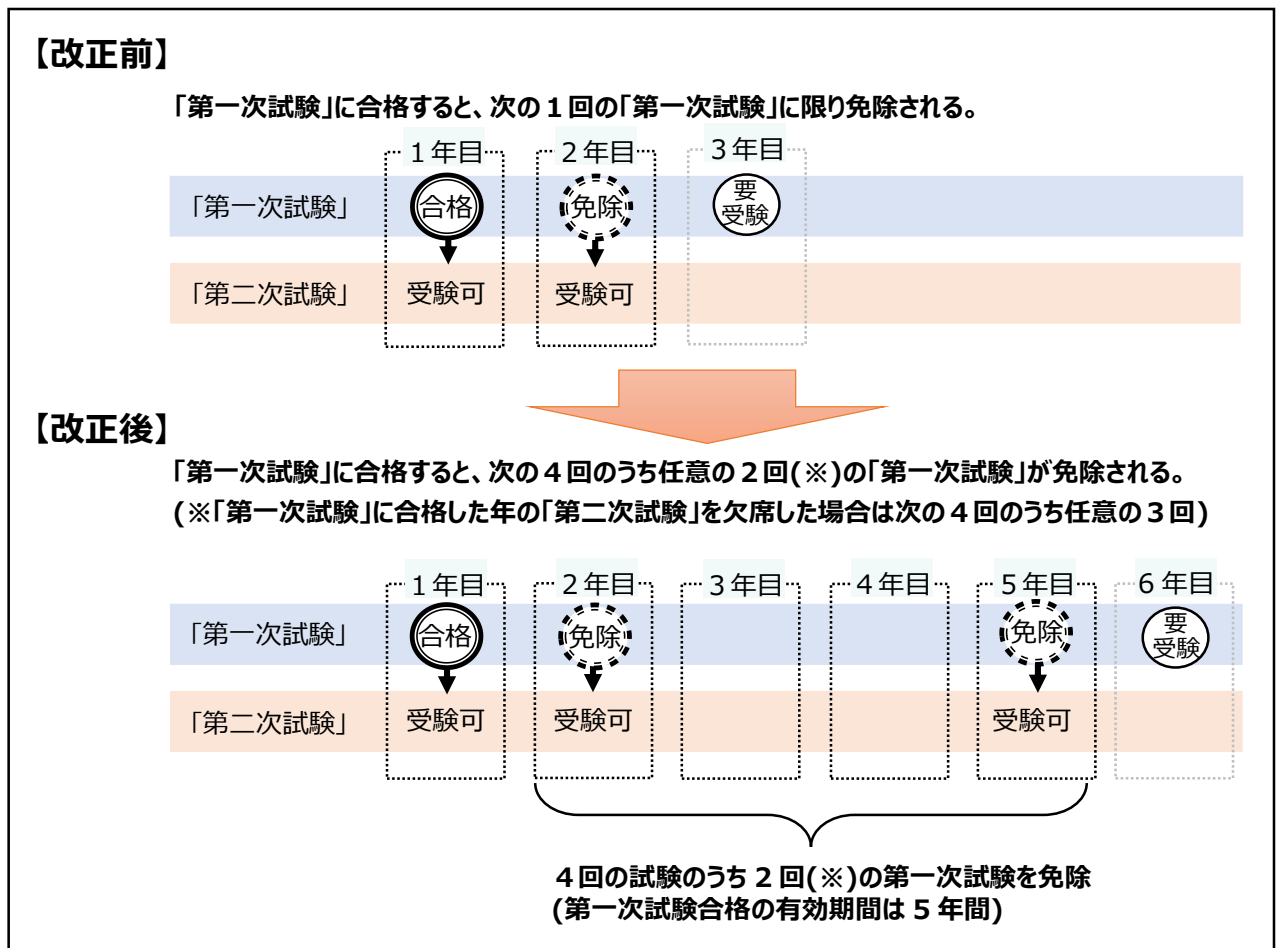 【改正前】
「第一次試験」に合格すると、次の１回の「第一次試験」に限り免除される。
１年目 ２年目 ３年目
「第一次試験」 合格 免除 要受験
「第二次試験」 受験可 受験可
【改正後】
「第一次試験」に合格すると、次の４回のうち任意の２回(※)の「第一次試験」が免除される。
(※「第一次試験」に合格した年の「第二次試験」を欠席した場合は次の４回のうち任意の３回)
１年目 ２年目 ３年目 ４年目 ５年目 ６年目
「第一次試験」 合格 免除 免除 要受験
「第二次試験」 受験可 受験可 受験可
４回の試験のうち２回(※)の第一次試験を免除
(第一次試験合格の有効期間は５年間)